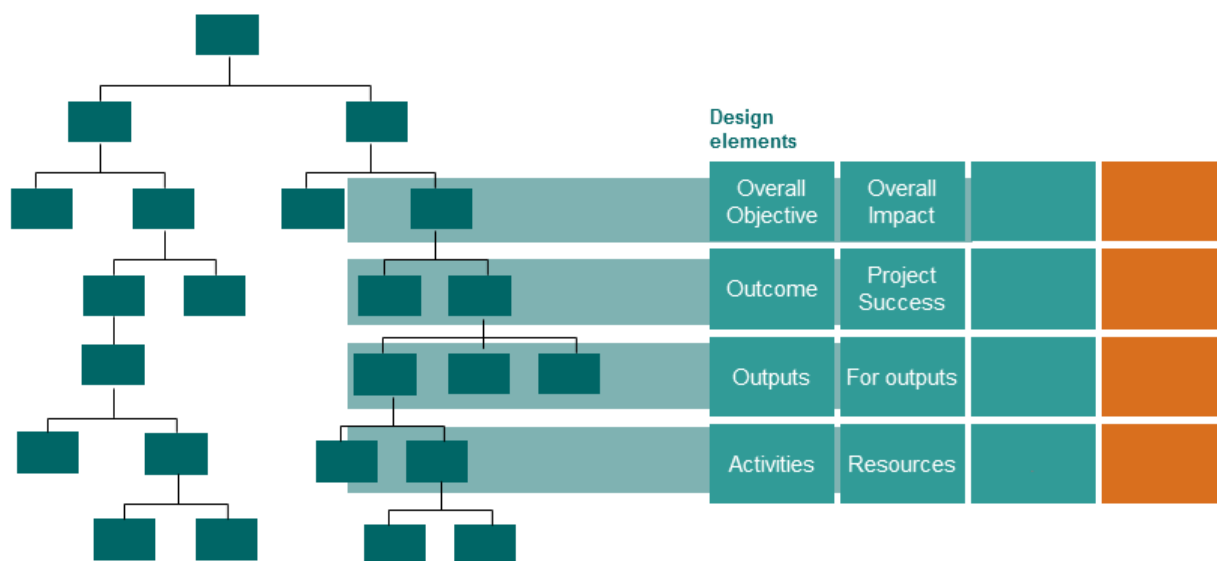 Design
elements
Overall
Objective
Overall
Impact
Outcome
Project
Success
Outputs
For outputs
Activities
Resources